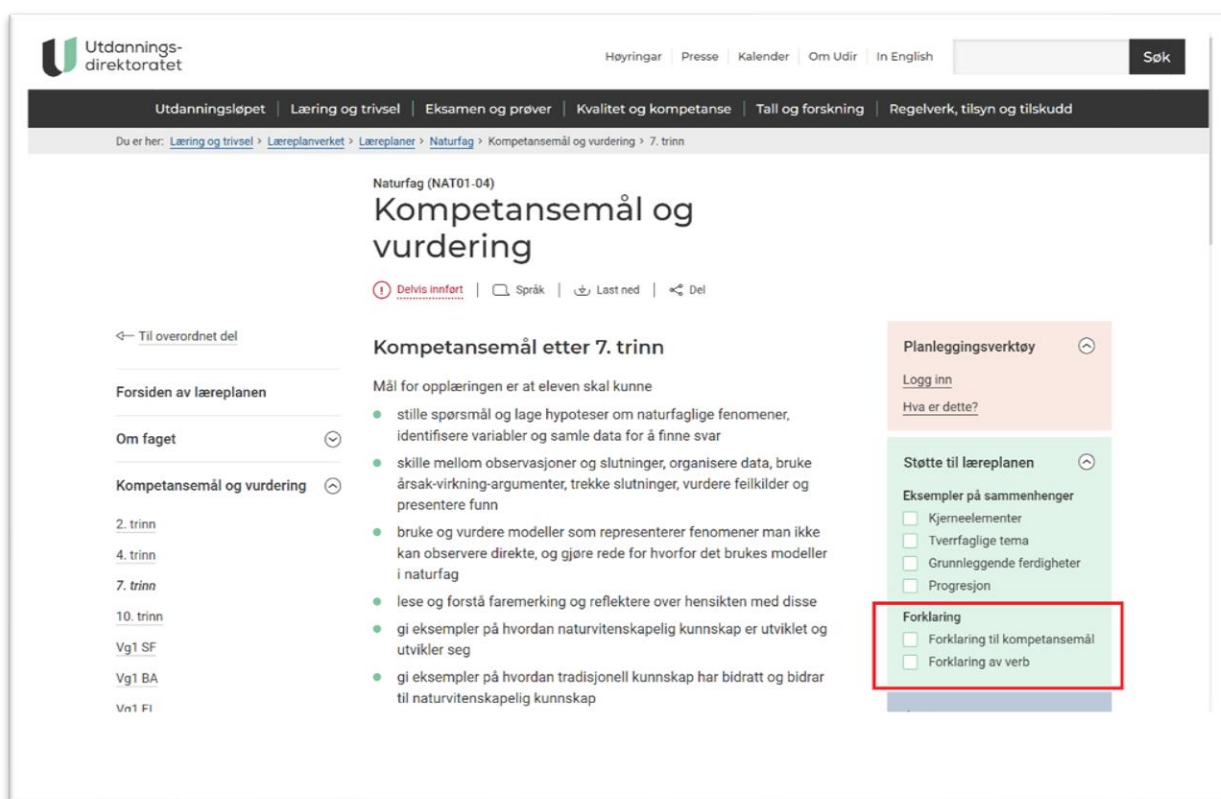 Utdannings-
direktoratet
Høyringar Presse Kalender Om Udir In English
Søk
Utdanningsløpet Læring og trivsel Eksamen og prøver Kvalitet og kompetanse Tall og forskning Regelverk, tilsyn og tilskudd
Du er her: Læring og trivsel > Læreplanverket > Læreplaner > Naturfag > Kompetansemål og vurdering > 7. trinn
Naturfag (NAT01-04)
Kompetansemål og
vurdering
Delvis innført Språk Last ned Del
Til overordnet del
Forsiden av læreplanen
Om faget
Kompetansemål og vurdering
2. trinn
4. trinn
7. trinn
10. trinn
Vg1 SF
Vg1 BA
Vg1 EL
Kompetansemål etter 7. trinn
Mål for opplæringen er at eleven skal kunne
stille spørsmål og lage hypoteser om naturfaglige fenomener,
identifisere variabler og samle data for å finne svar
skille mellom observasjoner og slutninger, organisere data, bruke
årsak-virkning-argumenter, trekke slutninger, vurdere feilkilder og
presentere funn
bruke og vurdere modeller som representerer fenomener man ikke
kan observere direkte, og gjøre rede for hvorfor det brukes modeller
i naturfag
lese og forstå faremerking og reflektere over hensikten med disse
gi eksempler på hvordan naturvitenskapelig kunnskap er utviklet og
utvikler seg
gi eksempler på hvordan tradisjonell kunnskap har bidratt og bidrar
til naturvitenskapelig kunnskap
Planleggingsverktøy
Logg inn
Hva er dette?
Støtte til læreplanen
Eksempler på sammenhenger
Kjerneelementer
Tverrfaglige tema
Grunnleggende ferdigheter
Progresjon
Forklaring
Forklaring til kompetansemål
Forklaring av verb